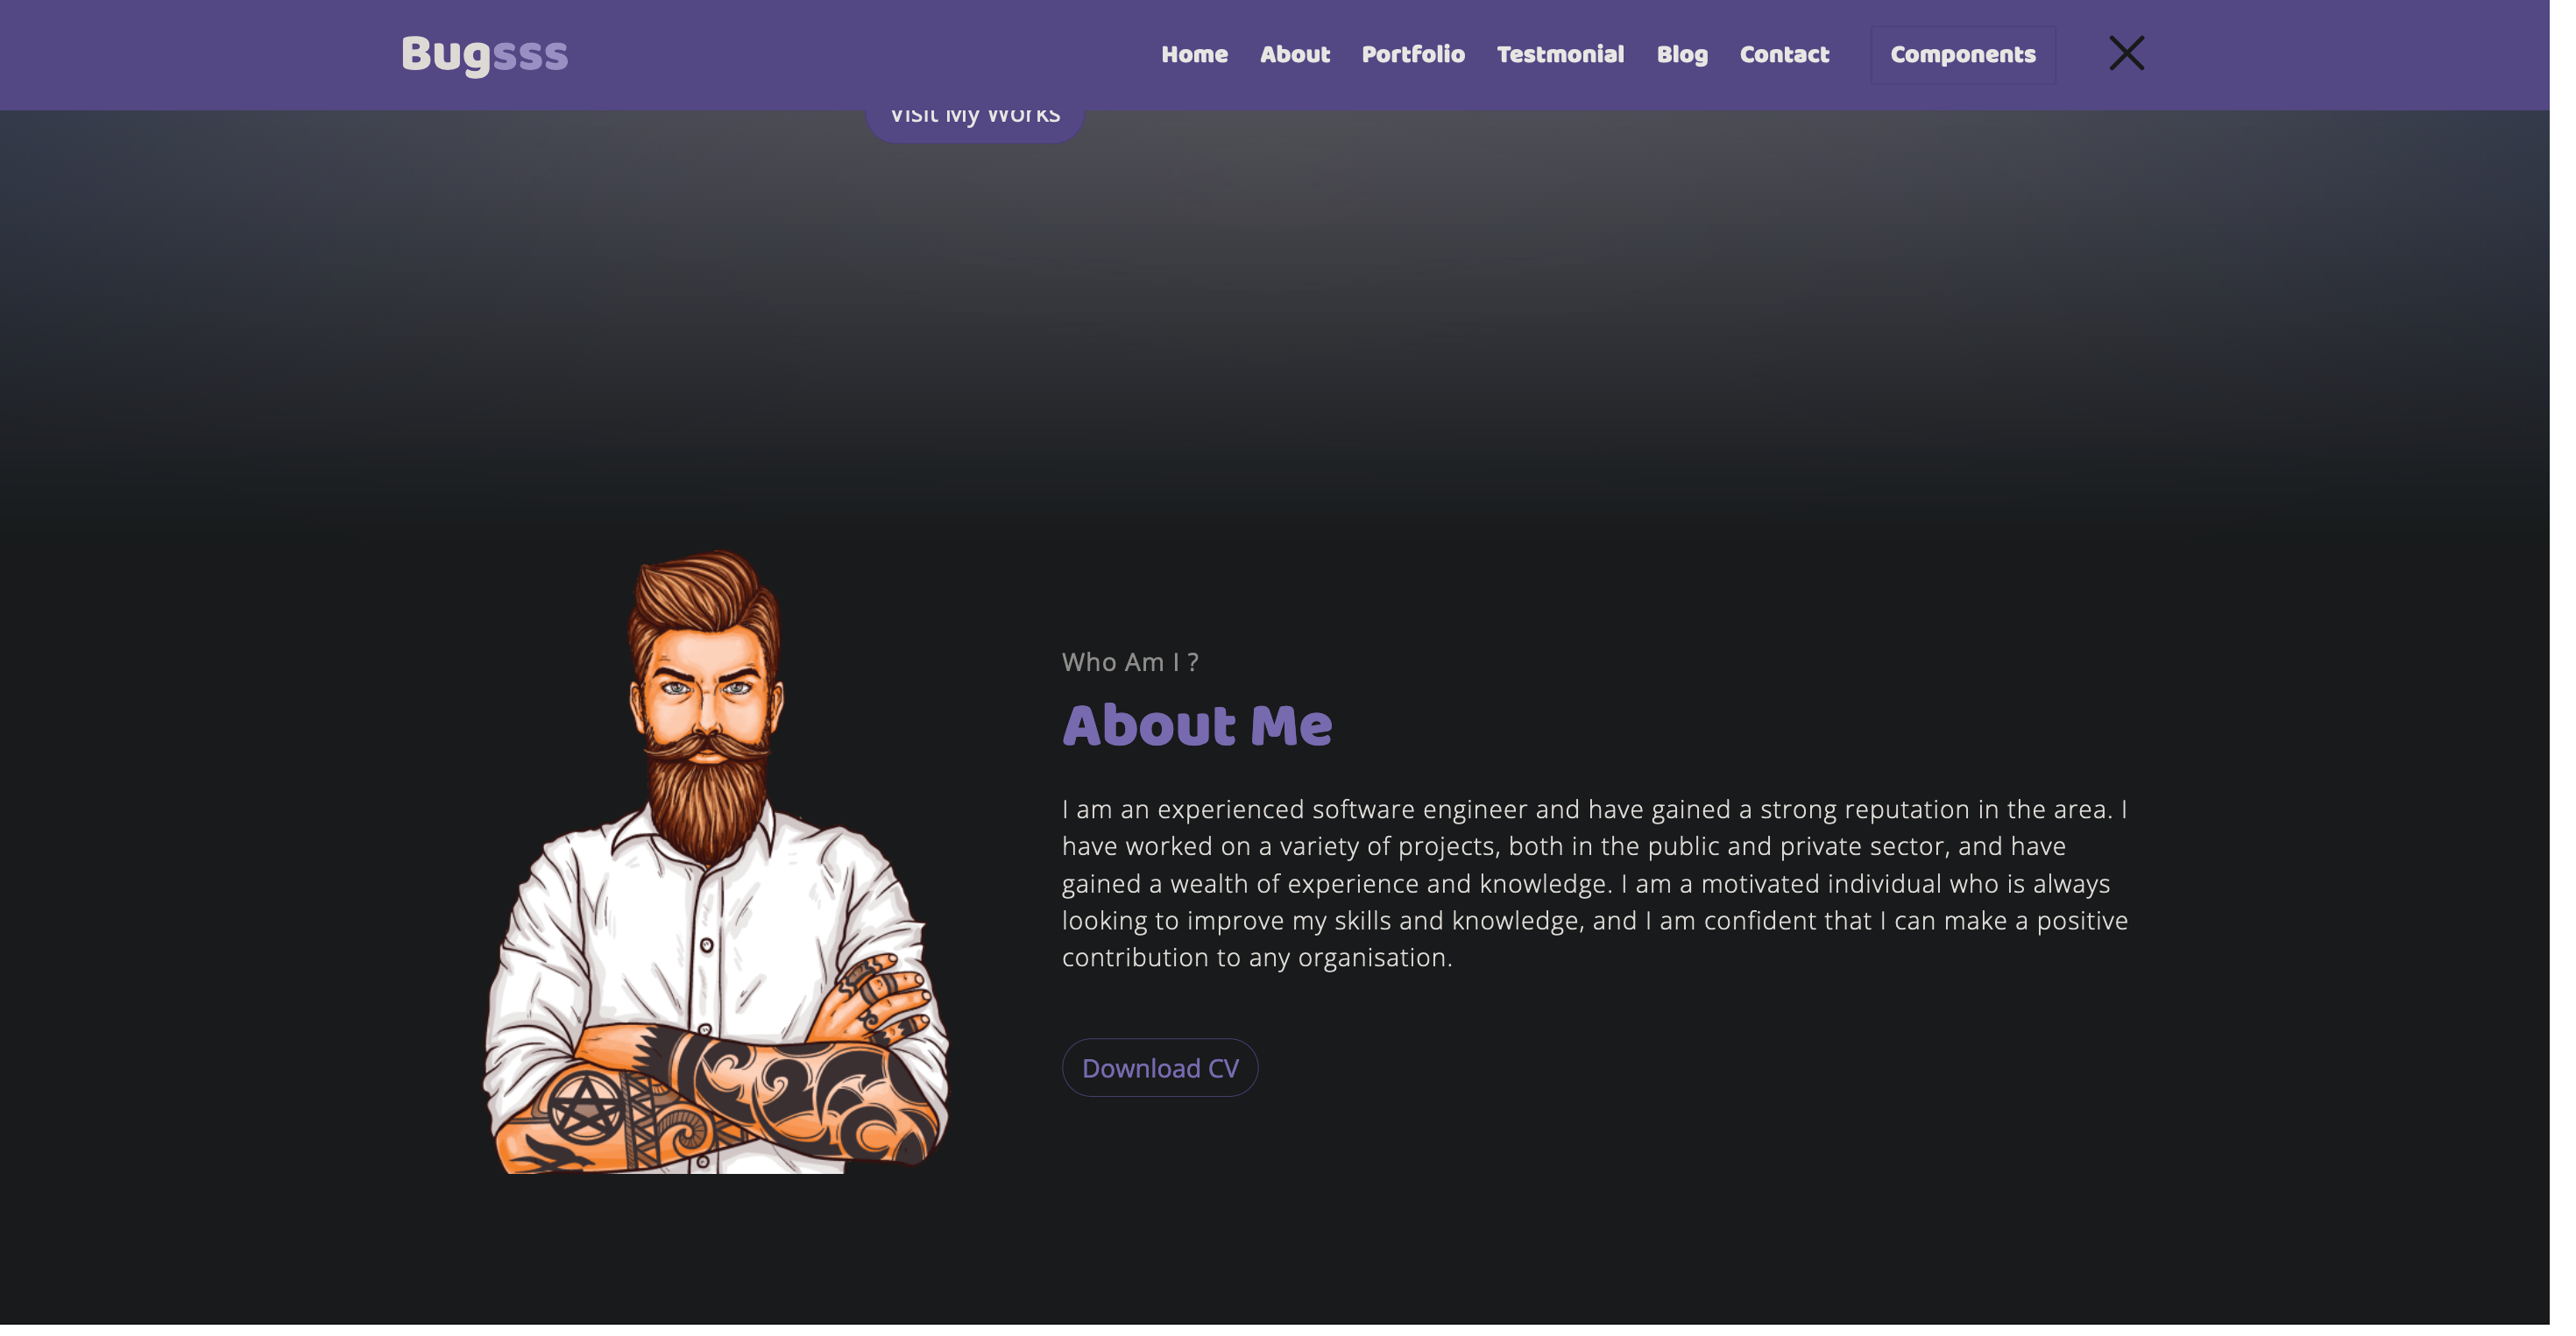 Bugsss
Home About Portfolio Testmonial Blog Contact Components
Visit My Works
Who Am I ?
About Me
I am an experienced software engineer and have gained a strong reputation in the area. I
have worked on a variety of projects, both in the public and private sector, and have
gained a wealth of experience and knowledge. I am a motivated individual who is always
looking to improve my skills and knowledge, and I am confident that I can make a positive
contribution to any organisation.
Download CV